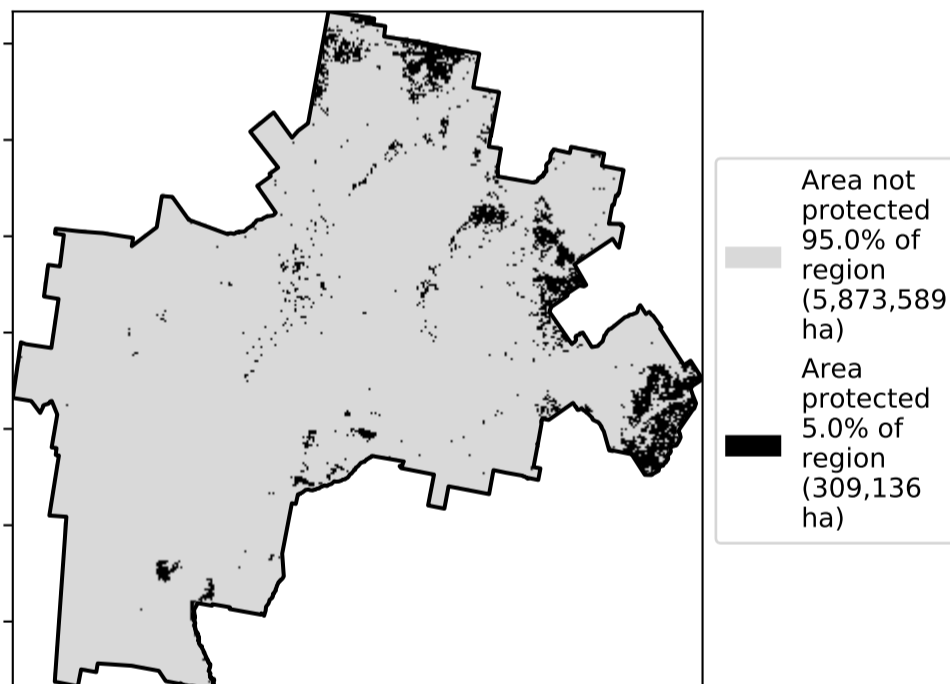 Area not
protected
95.0% of
region
(5,873,589
ha)
Area
protected
5.0% of
region
(309,136
ha)